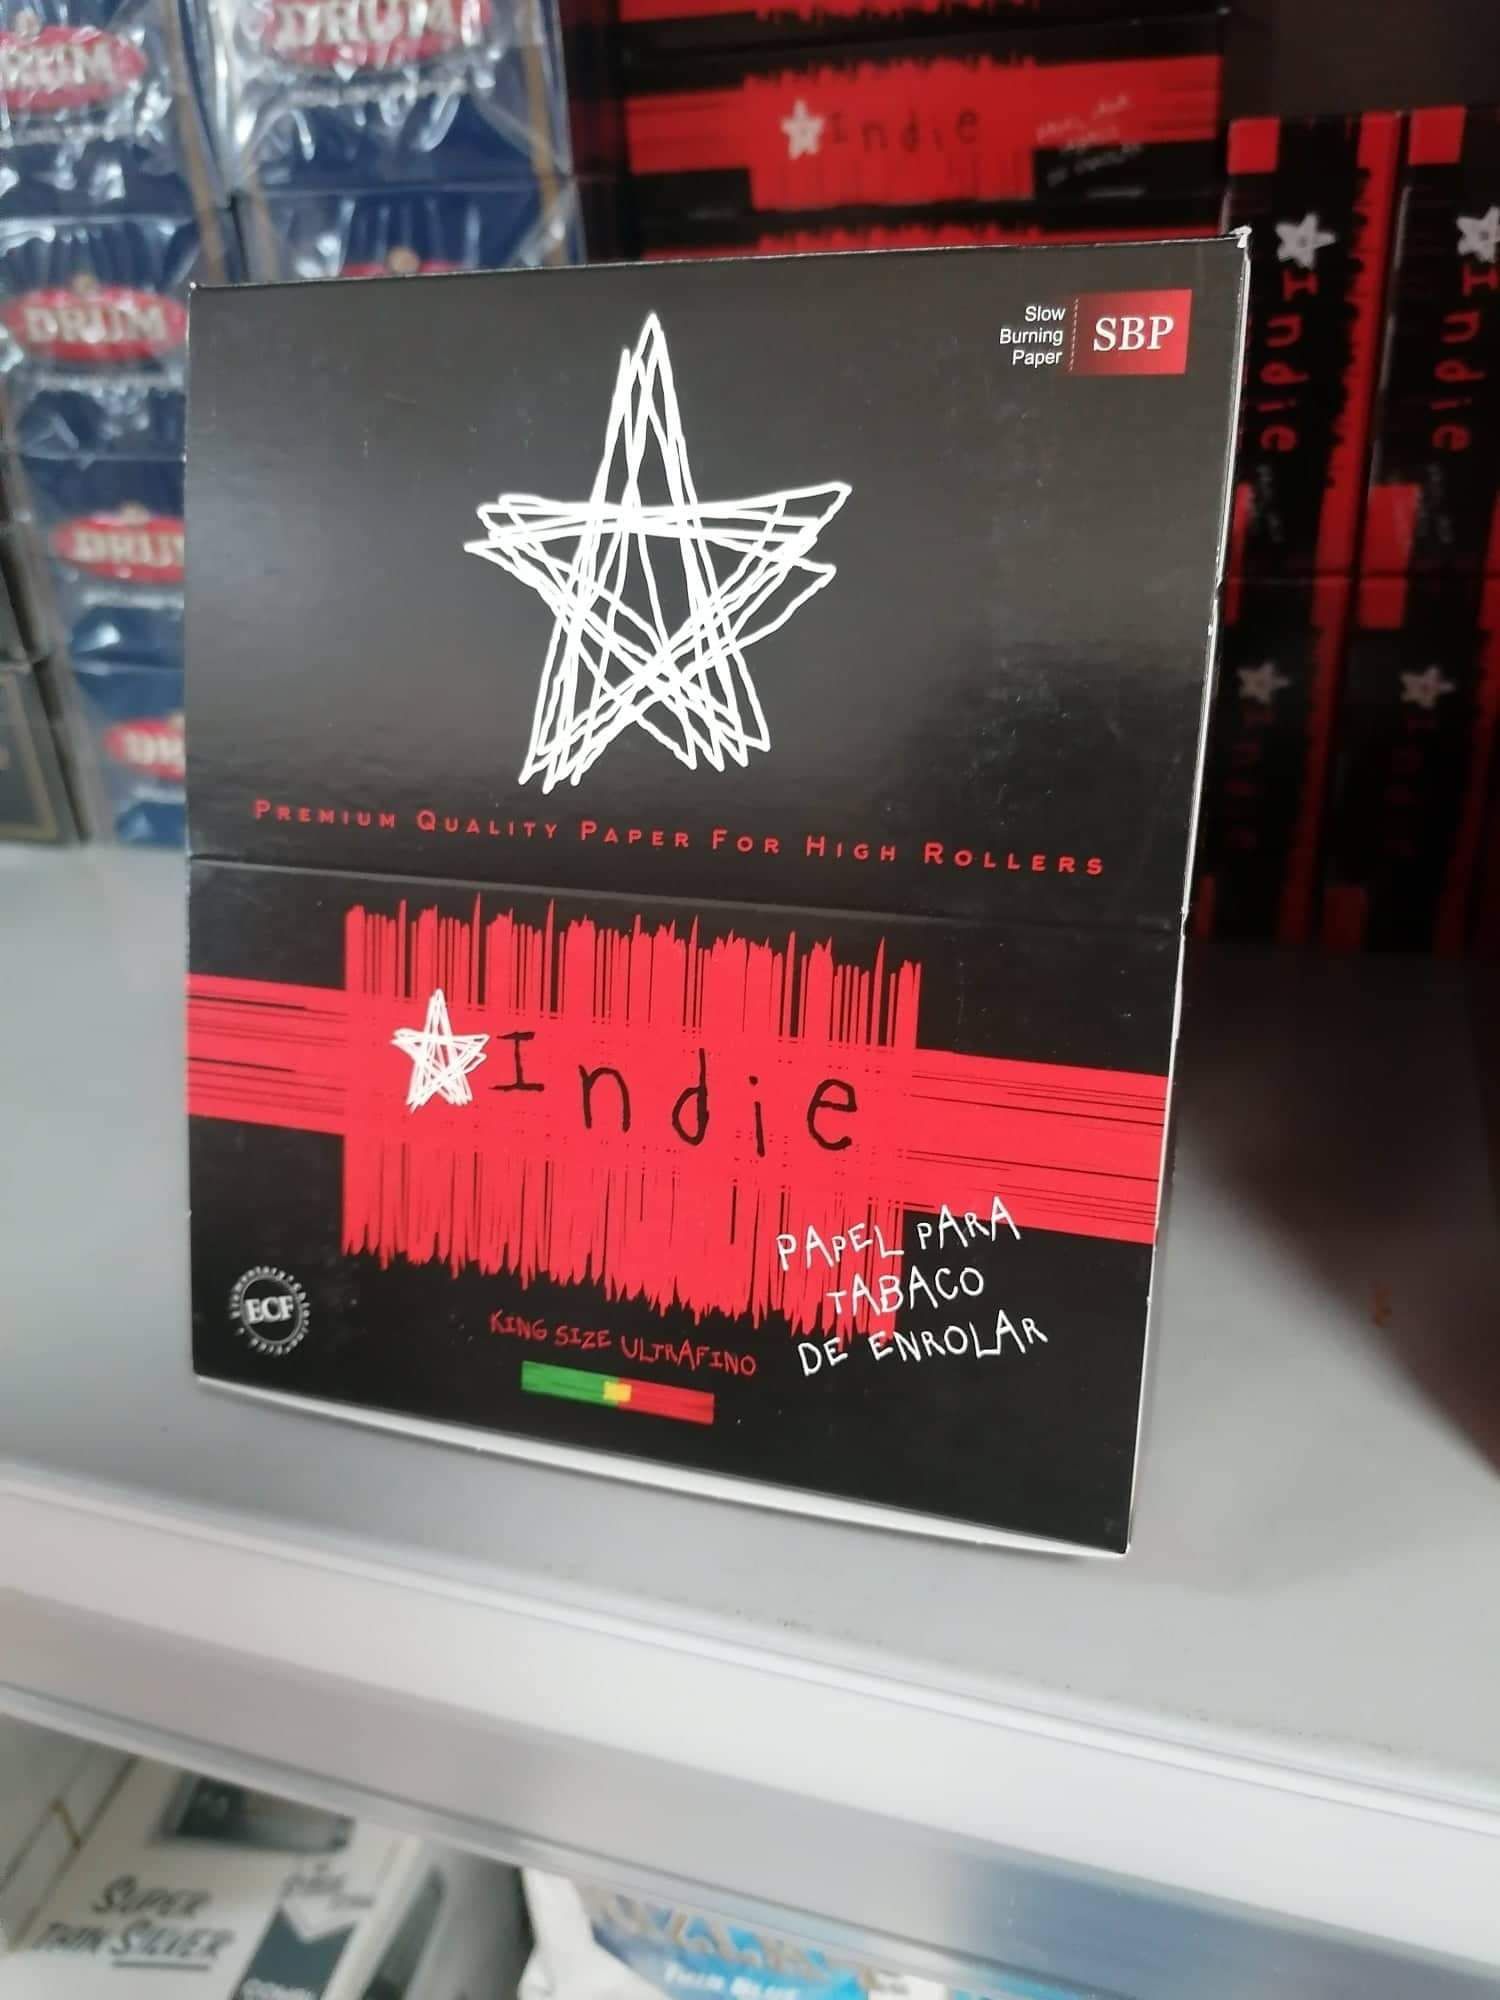 DRUM
DRUM
Indie
Slow
Burning
Paper
SBP
DRUM
Indie
Indie
PREMIUM QUALITY PAPER FOR HIGH ROLLERS
Indie
PAPEL PARA
TABACO
DE ENROLAR
ECF
KING SIZE ULTRAFINO
SUPER
THIN SILVER